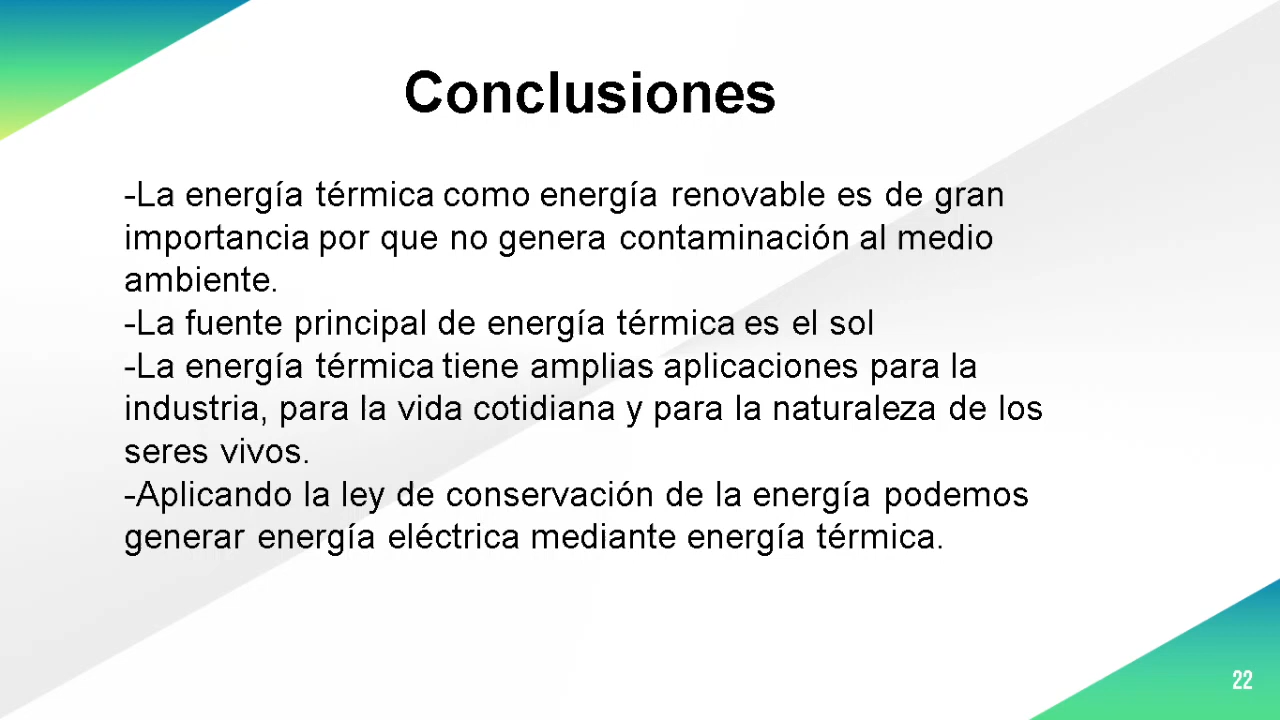 Conclusiones
-La energía térmica como energía renovable es de gran
importancia por que no genera contaminación al medio
ambiente.
-La fuente principal de energía térmica es el sol
-La energía térmica tiene amplias aplicaciones para la
industria, para la vida cotidiana y para la naturaleza de los
seres vivos.
-Aplicando la ley de conservación de la energía podemos
generar energía eléctrica mediante energía térmica.
22